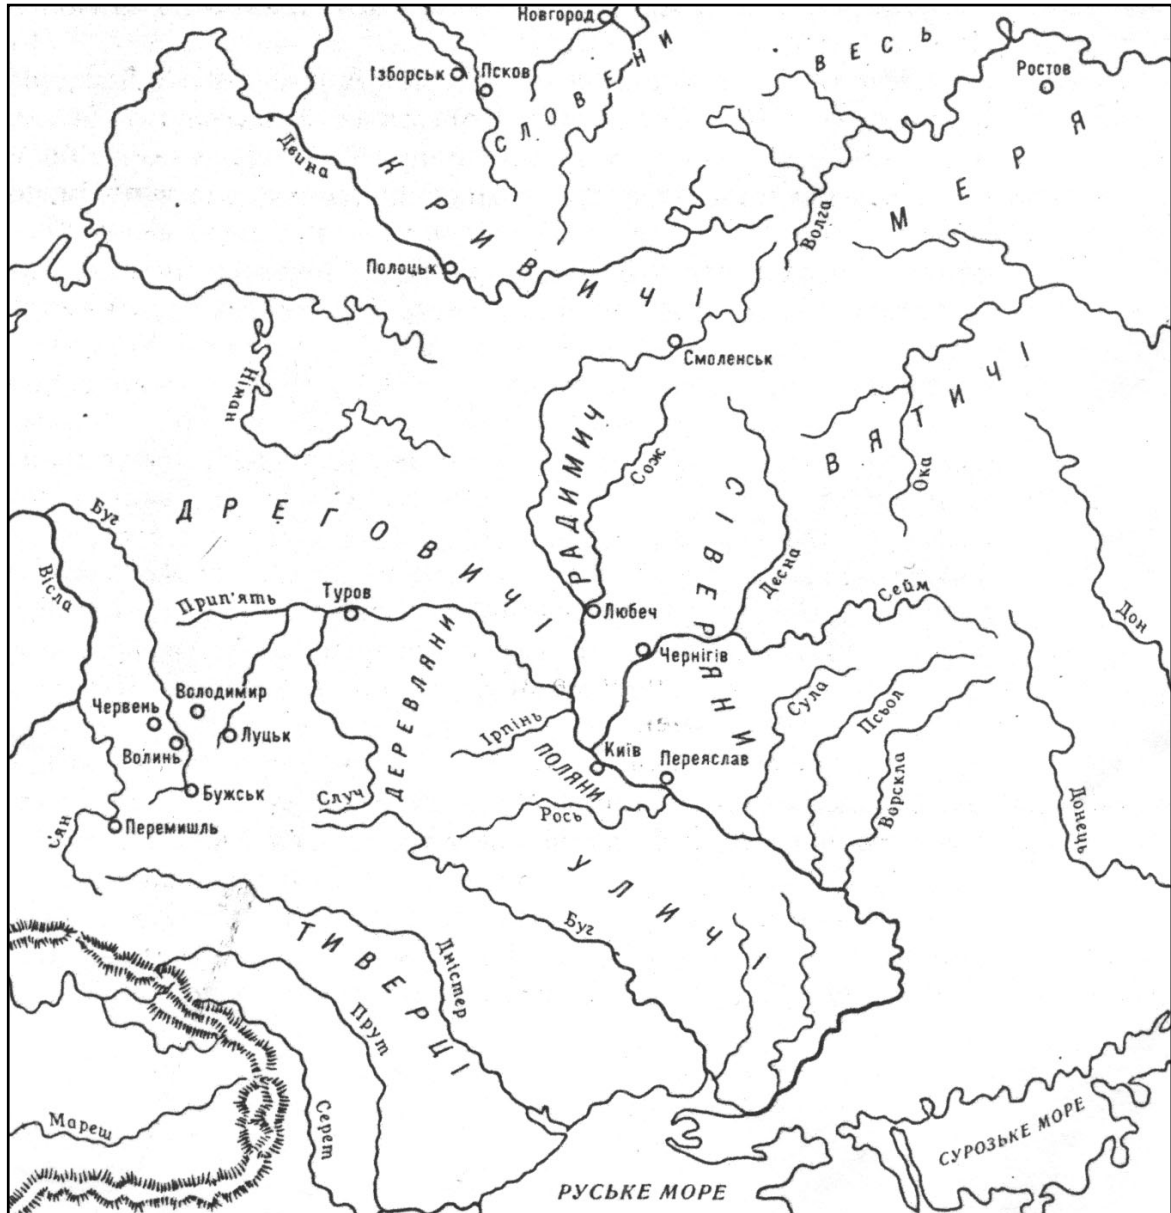 Новгород
Ізборськ
Псков
СЛОВЕНИ
ВЕСЬ
Ростов
МЕРЯ
Двина
КРИВИЧІ
Волга
Полоцьк
Смоленськ
Німан
РАДИМИЧ
Сож
ВЯТИЧІ
Ока
Буг
ДРЕГОВИЧІ
СІВЕРЯНИ
Вісла
Десна
Прип'ять
Туров
Любеч
Сейм
Дон
Чернігів
ДЕРЕВЛЯНИ
Володимир
Червень
Луцьк
Волинь
Ірпінь
Сула
Псьол
Київ
Переяслав
ПОЛЯНИ
Бужськ
Случ
Рось
Ворскла
Донець
Перемишль
Сян
УЛИЧІ
Буг
ТИВЕРЦІ
Дністер
Прут
Мареш
Серет
СУРОЗЬКЕ МОРЕ
РУСЬКЕ МОРЕ